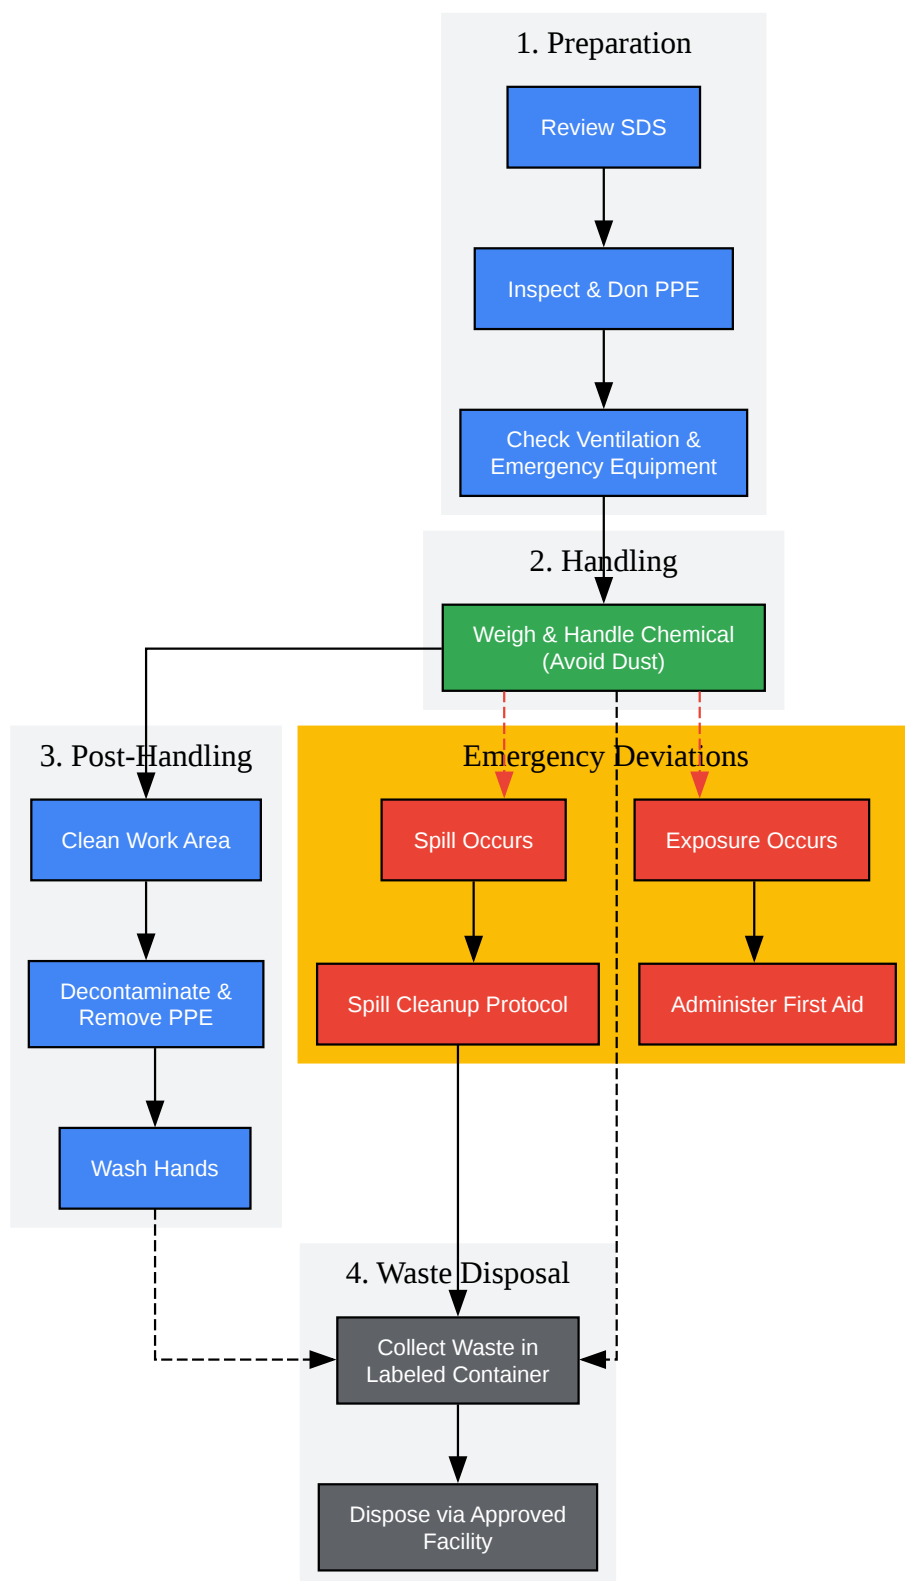 1. Preparation
Review SDS
Inspect & Don PPE
Check Ventilation &
Emergency Equipment
2. Handling
Weigh & Handle Chemical
(Avoid Dust)
3. Post-Handling
Clean Work Area
Decontaminate &
Remove PPE
Wash Hands
Emergency Deviations
Spill Occurs
Exposure Occurs
Spill Cleanup Protocol
Administer First Aid
4. Waste Disposal
Collect Waste in
Labeled Container
Dispose via Approved
Facility